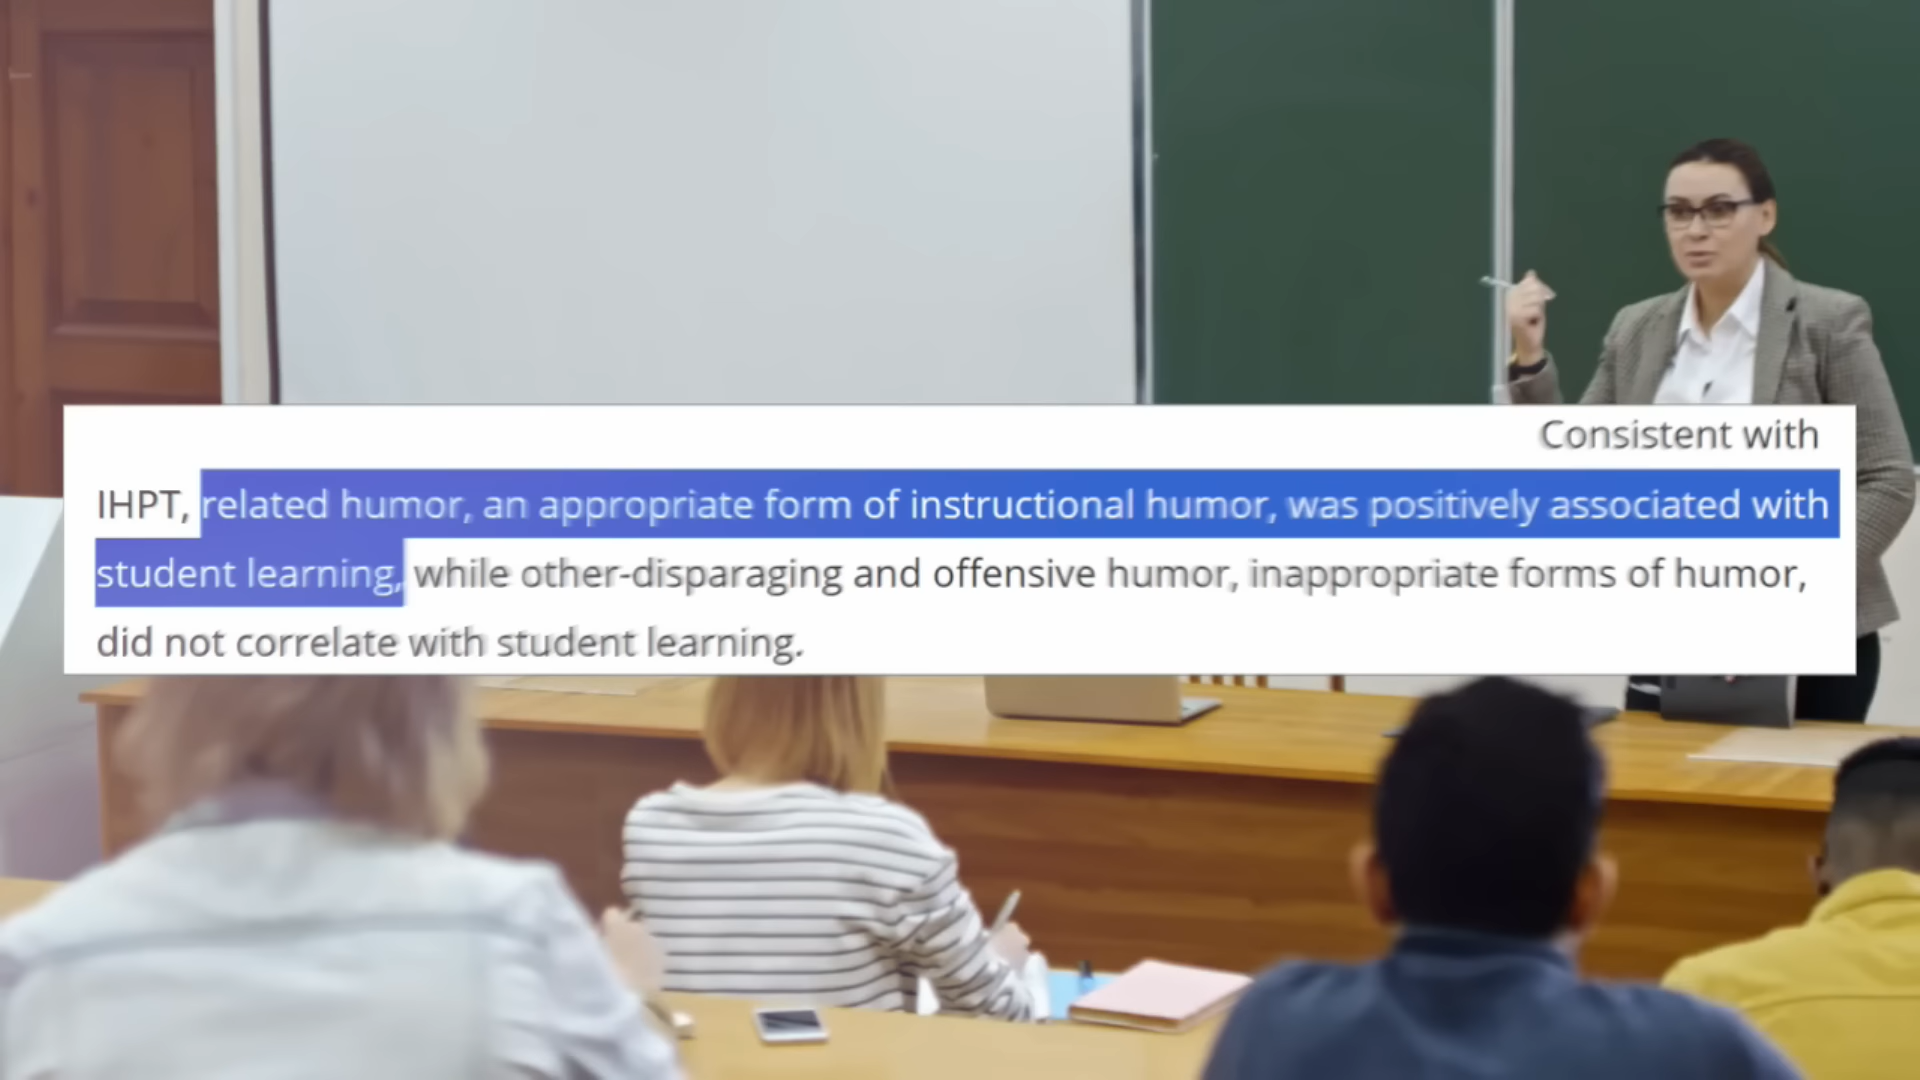 Consistent with
IHPT, related humor, an appropriate form of instructional humor, was positively associated with
student learning, while other-disparaging and offensive humor, inappropriate forms of humor,
did not correlate with student learning.